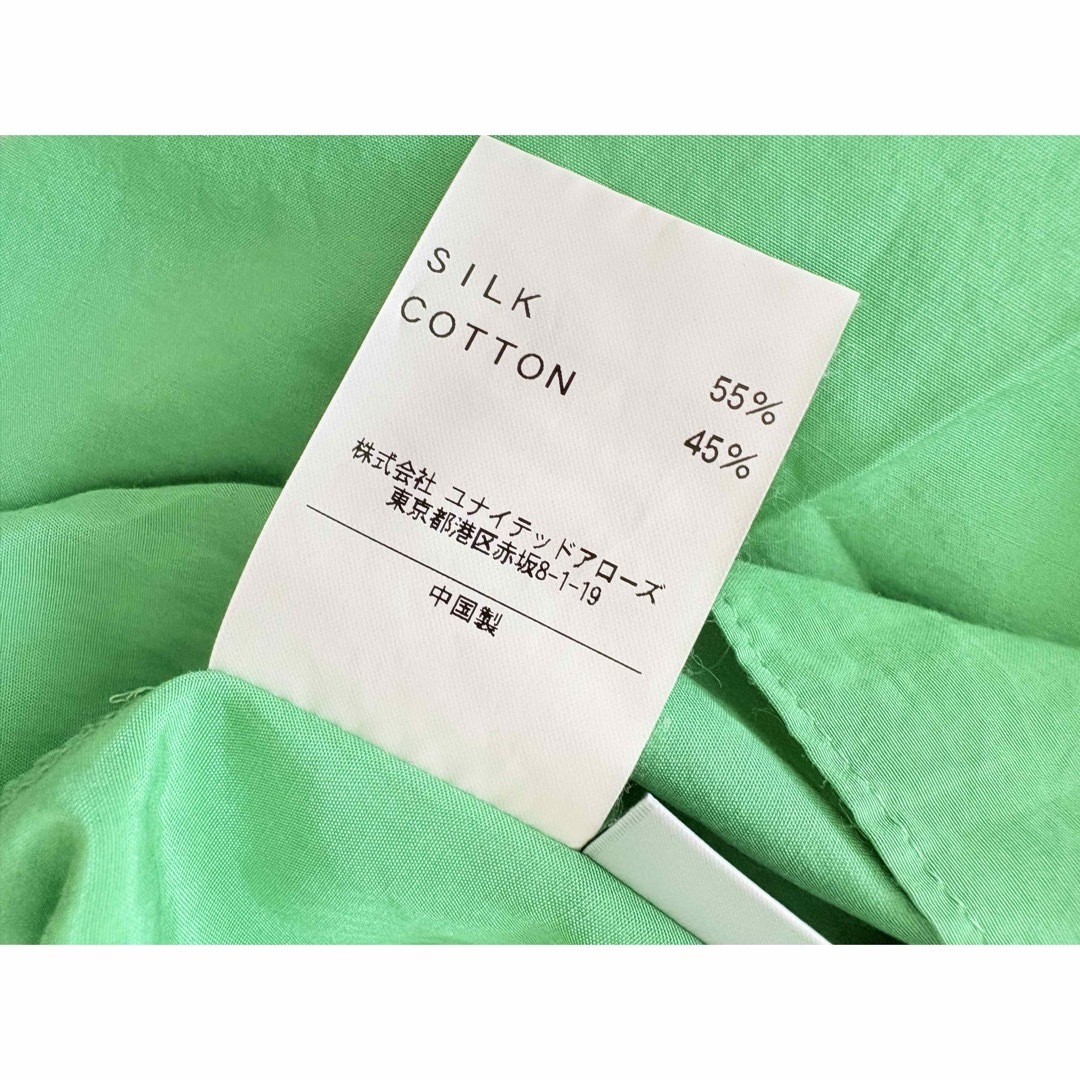 SILK 55%
COTTON 45%
株式会社 ユナイテッドアローズ
東京都港区赤坂8-1-19
中国製